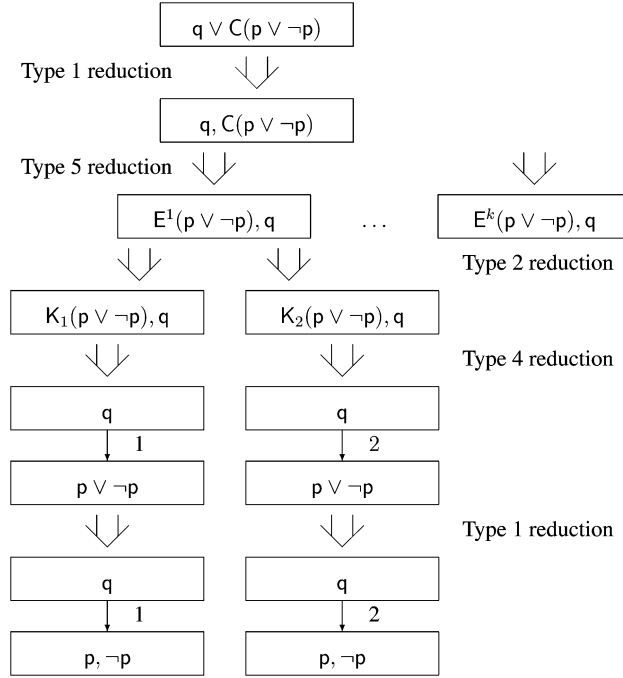 q ∨ C(p ∨ ¬p)
Type 1 reduction
q, C(p ∨ ¬p)
Type 5 reduction
E¹(p ∨ ¬p), q ... Eᵏ(p ∨ ¬p), q
Type 2 reduction
K₁(p ∨ ¬p), q K₂(p ∨ ¬p), q
Type 4 reduction
q q
1 2
p ∨ ¬p p ∨ ¬p
Type 1 reduction
q q
1 2
p, ¬p p, ¬p